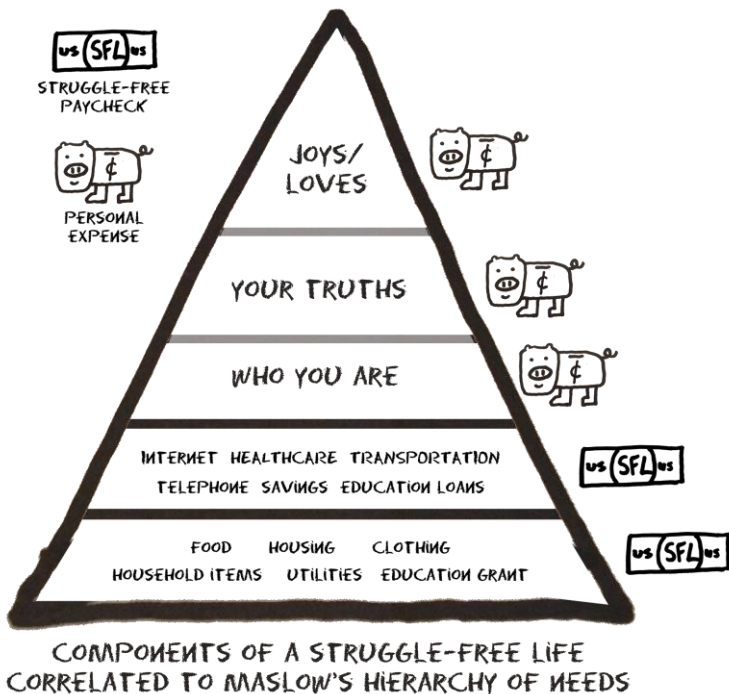 us SFL us
STRUGGLE-FREE
PAYCHECK
¢
PERSONAL
EXPENSE
JOYS/
LOVES
¢
YOUR TRUTHS
¢
WHO YOU ARE
¢
INTERNET HEALTHCARE TRANSPORTATION
TELEPHONE SAVINGS EDUCATION LOANS
us SFL us
FOOD HOUSING CLOTHING
HOUSEHOLD ITEMS UTILITIES EDUCATION GRANT
us SFL us
COMPONENTS OF A STRUGGLE-FREE LIFE
CORRELATED TO MASLOW'S HIERARCHY OF NEEDS